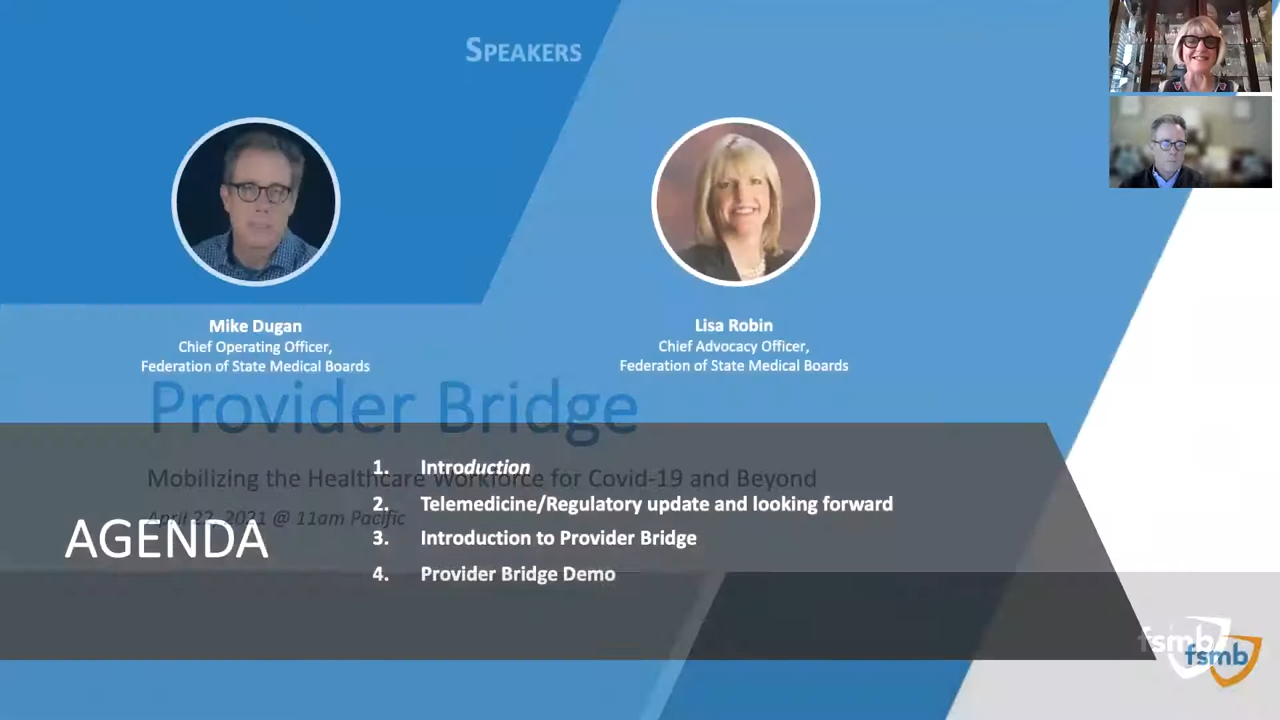 SPEAKERS
Mike Dugan
Chief Operating Officer,
Federation of State Medical Boards
Lisa Robin
Chief Advocacy Officer,
Federation of State Medical Boards
Provider Bridge
Mobilizing the Healthcare Workforce for Covid-19 and Beyond
April 22, 2021 @ 11am Pacific
AGENDA
1. Introduction
2. Telemedicine/Regulatory update and looking forward
3. Introduction to Provider Bridge
4. Provider Bridge Demo
fsmb
fsmb